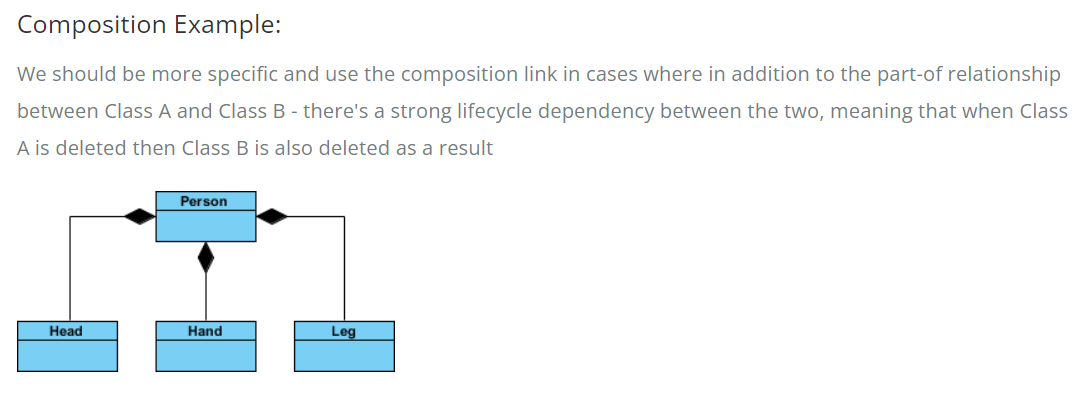 Composition Example:
We should be more specific and use the composition link in cases where in addition to the part-of relationship
between Class A and Class B - there's a strong lifecycle dependency between the two, meaning that when Class
A is deleted then Class B is also deleted as a result
Person
Head
Hand
Leg